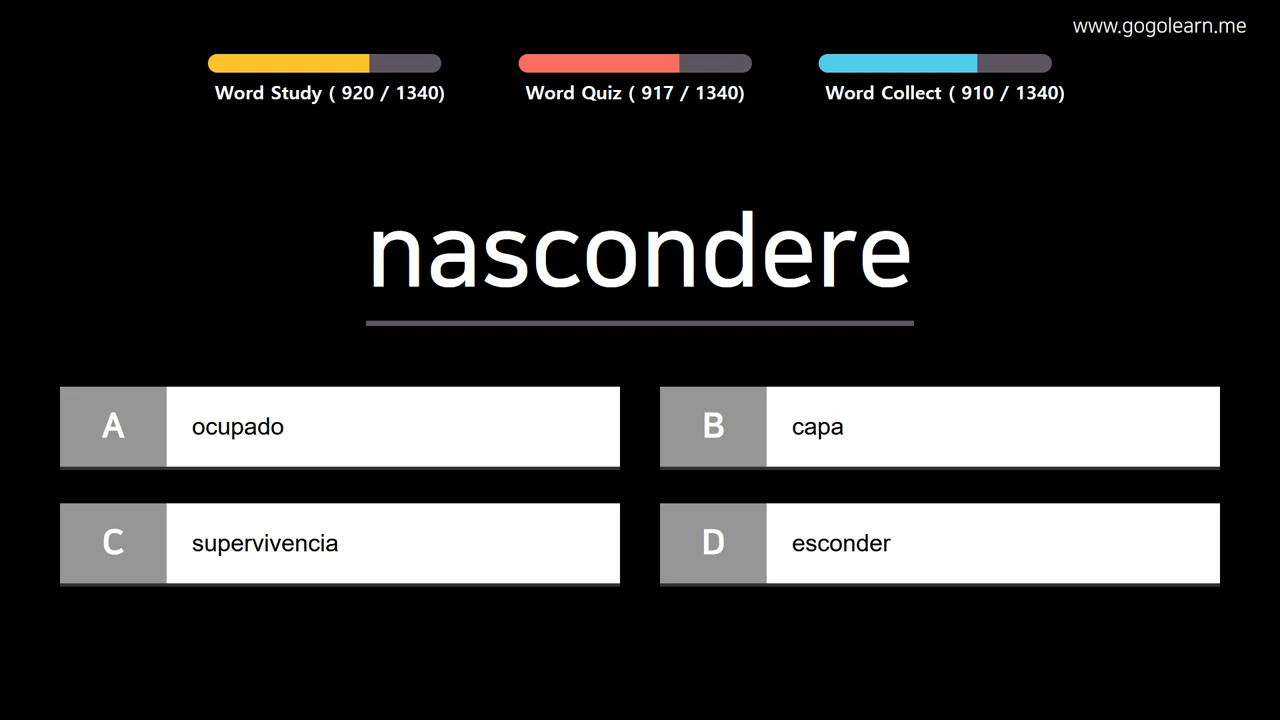 www.gogolearn.me
Word Study ( 920 / 1340)
Word Quiz ( 917 / 1340)
Word Collect ( 910 / 1340)
nascondere
A ocupado
B capa
C supervivencia
D esconder